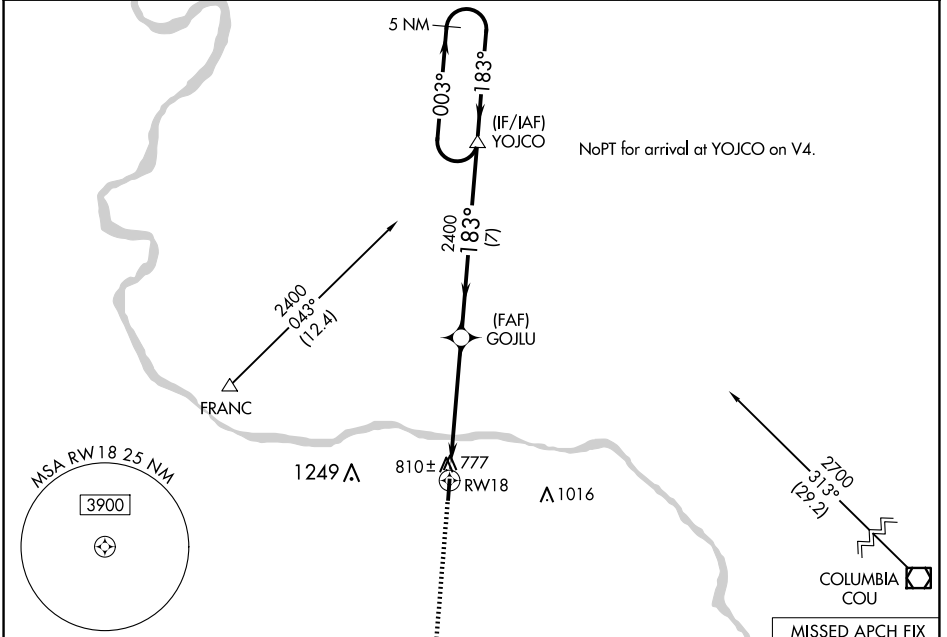 5 NM
003°
183°
(IF/IAF)
YOJCO
NoPT for arrival at YOJCO on V4.
2400
183°
(7)
2400
043°
(12.4)
(FAF)
GOJLU
FRANC
MSA RW18 25 NM
3900
1249
810± 777
RW18
1016
2700
313°
(29.2)
COLUMBIA
COU
MISSED APCH FIX